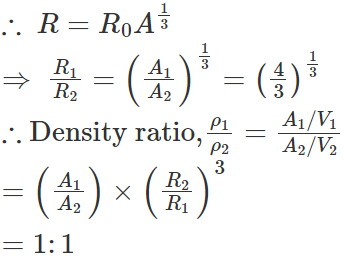 ∴ R = R₀A^(1/3)
⇒ R₁/R₂ = (A₁/A₂)^(1/3) = (4/3)^(1/3)
∴ Density ratio, ρ₁/ρ₂ = (A₁/V₁)/(A₂/V₂)
= (A₁/A₂) × (R₂/R₁)³
= 1:1